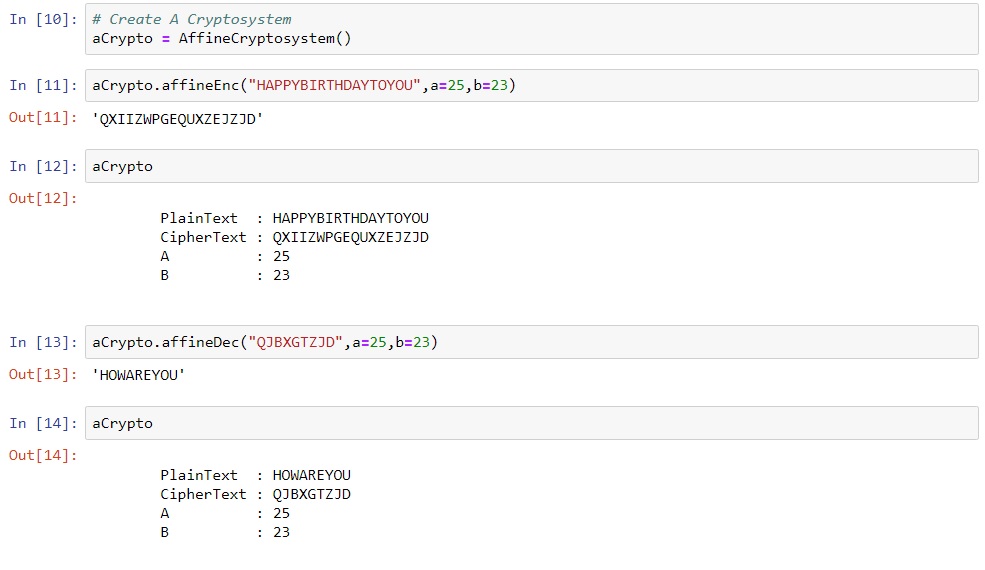 In [10]: # Create A Cryptosystem
aCrypto = AffineCryptosystem()
In [11]: aCrypto.affineEnc("HAPPYBIRTHDAYTOYOU",a=25,b=23)
Out[11]: 'QXIIZWPGEQUXZEJZJD'
In [12]: aCrypto
Out[12]:
PlainText  : HAPPYBIRTHDAYTOYOU
CipherText : QXIIZWPGEQUXZEJZJD
A          : 25
B          : 23
In [13]: aCrypto.affineDec("QJBXGTZJD",a=25,b=23)
Out[13]: 'HOWAREYOU'
In [14]: aCrypto
Out[14]:
PlainText  : HOWAREYOU
CipherText : QJBXGTZJD
A          : 25
B          : 23